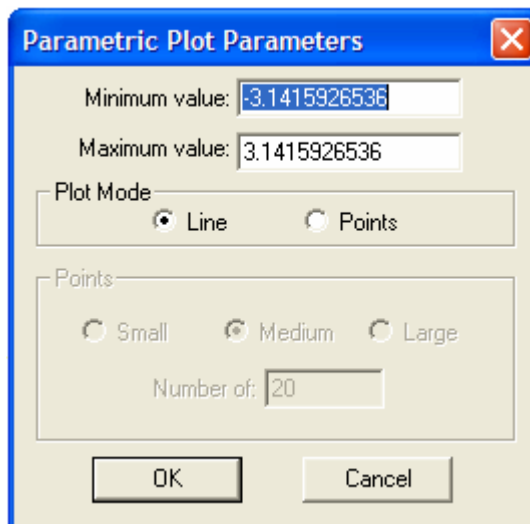 Parametric Plot Parameters
Minimum value: -3.1415926536
Maximum value: 3.1415926536
Plot Mode
Line Points
Points
Small Medium Large
Number of: 20
OK Cancel